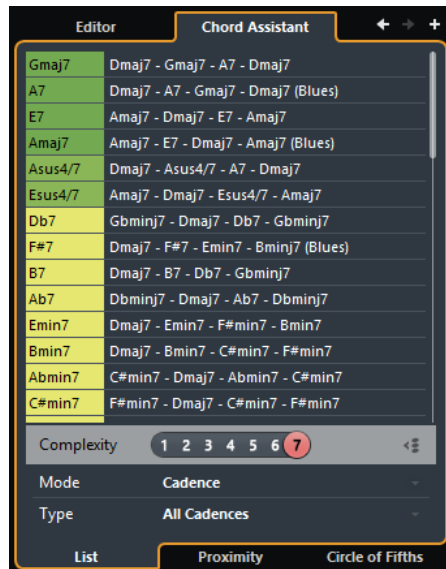 Editor Chord Assistant
Gmaj7 Dmaj7 - Gmaj7 - A7 - Dmaj7
A7 Dmaj7 - A7 - Gmaj7 - Dmaj7 (Blues)
E7 Amaj7 - Dmaj7 - E7 - Amaj7
Amaj7 Amaj7 - E7 - Dmaj7 - Amaj7 (Blues)
Asus4/7 Dmaj7 - Asus4/7 - A7 - Dmaj7
Esus4/7 Amaj7 - Dmaj7 - Esus4/7 - Amaj7
Db7 Gbminj7 - Dmaj7 - Db7 - Gbminj7
F#7 Dmaj7 - F#7 - Emin7 - Bminj7 (Blues)
B7 Dmaj7 - B7 - Db7 - Gbminj7
Ab7 Dbminj7 - Dmaj7 - Ab7 - Dbminj7
Emin7 Dmaj7 - Emin7 - F#min7 - Bmin7
Bmin7 Dmaj7 - Bmin7 - C#min7 - F#min7
Abmin7 C#min7 - Dmaj7 - Abmin7 - C#min7
C#min7 F#min7 - Dmaj7 - C#min7 - F#min7
Complexity 1 2 3 4 5 6 7
Mode Cadence
Type All Cadences
List Proximity Circle of Fifths